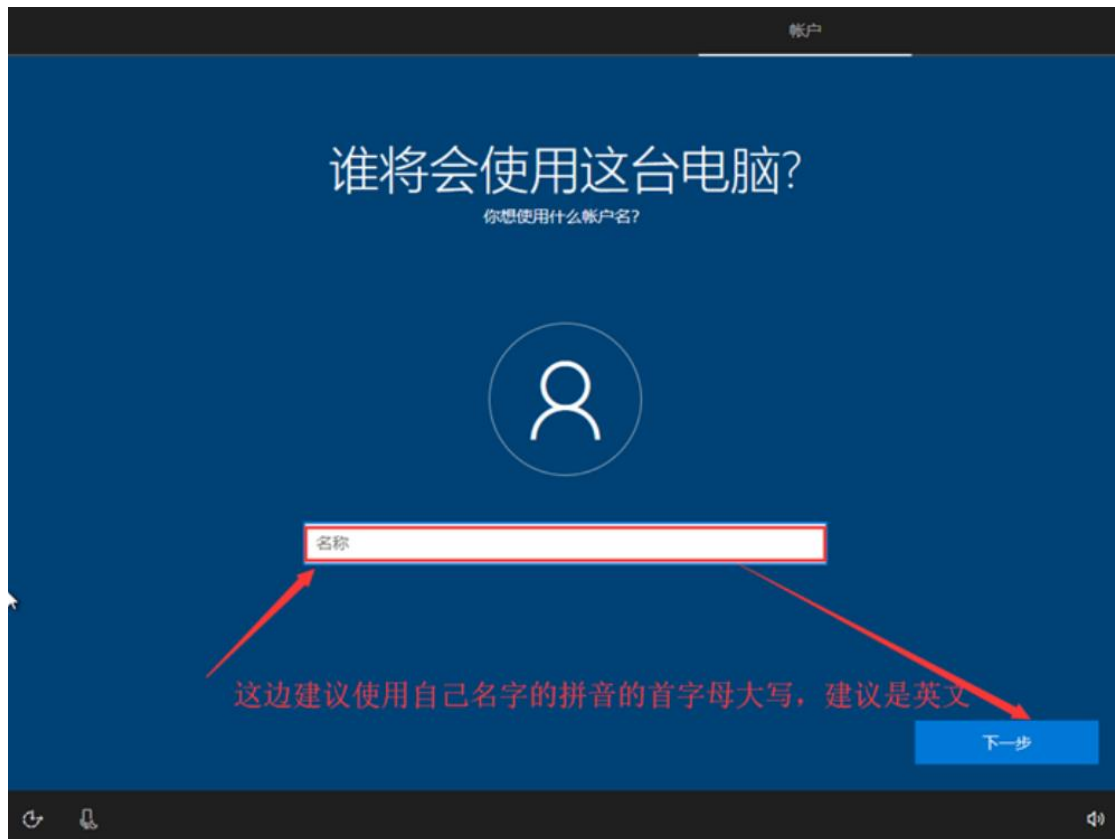 帐户
谁将会使用这台电脑?
你想使用什么帐户名?
名称
这边建议使用自己名字的拼音的首字母大写，建议是英文
下一步